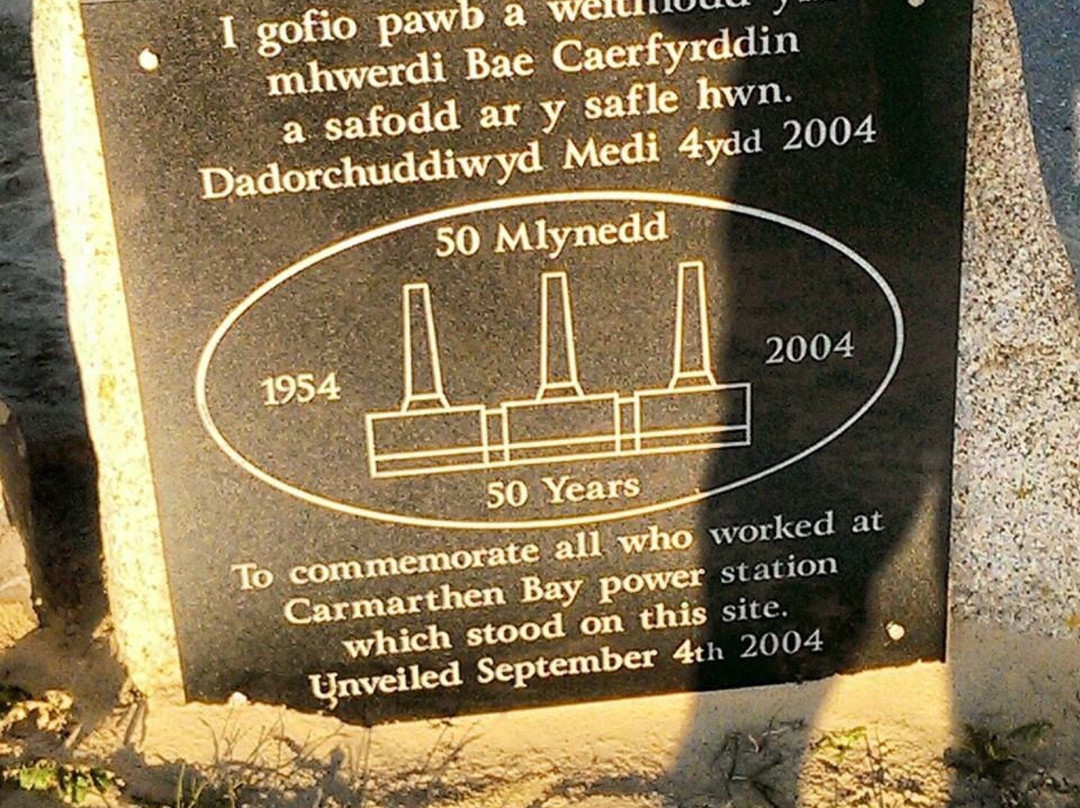 I gofio pawb a weithiodd
mhwerdi Bae Caerfyrddin
a safodd ar y safle hwn.
Dadorchuddiwyd Medi 4ydd 2004
50 Mlynedd
1954
2004
50 Years
To commemorate all who worked at
Carmarthen Bay power station
which stood on this site.
Unveiled September 4th 2004